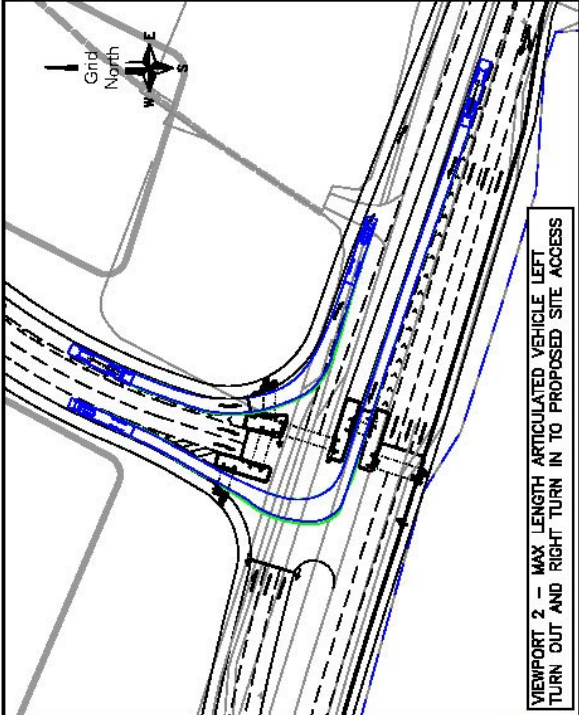 Grid
North
E
S
W
VIEWPORT 2 – MAX LENGTH ARTICULATED VEHICLE LEFT
TURN OUT AND RIGHT TURN IN TO PROPOSED SITE ACCESS